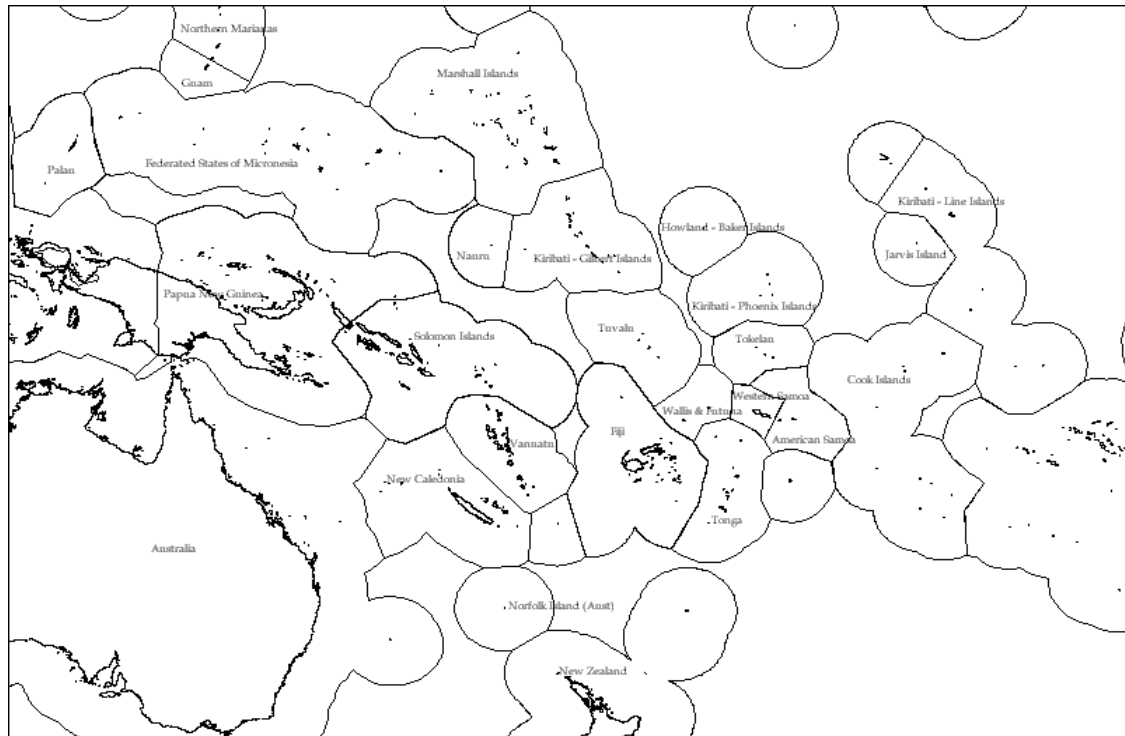 Northern Marianas
Guam
Marshall Islands
Palau
Federated States of Micronesia
Kiribati - Line Islands
Howland - Baker Islands
Nauru
Kiribati - Gilbert Islands
Jarvis Island
Papua New Guinea
Kiribati - Phoenix Islands
Solomon Islands
Tuvalu
Tokelau
Cook Islands
Western Samoa
Wallis & Futuna
Fiji
Vanuatu
American Samoa
New Caledonia
Tonga
Australia
Norfolk Island (Aust)
New Zealand